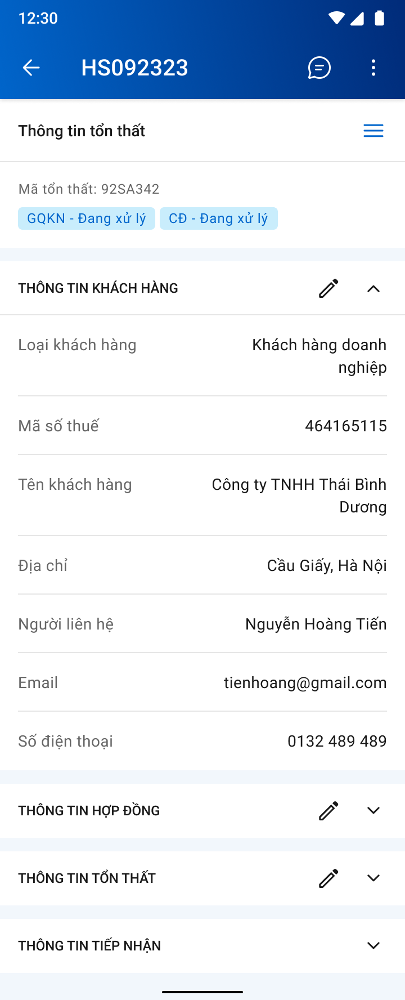 12:30
HS092323
Thông tin tổn thất
Mã tổn thất: 92SA342
GQKN - Đang xử lý CĐ - Đang xử lý
THÔNG TIN KHÁCH HÀNG
Loại khách hàng Khách hàng doanh
nghiệp
Mã số thuế 464165115
Tên khách hàng Công ty TNHH Thái Bình
Dương
Địa chỉ Cầu Giấy, Hà Nội
Người liên hệ Nguyễn Hoàng Tiến
Email tienhoang@gmail.com
Số điện thoại 0132 489 489
THÔNG TIN HỢP ĐỒNG
THÔNG TIN TỔN THẤT
THÔNG TIN TIẾP NHẬN